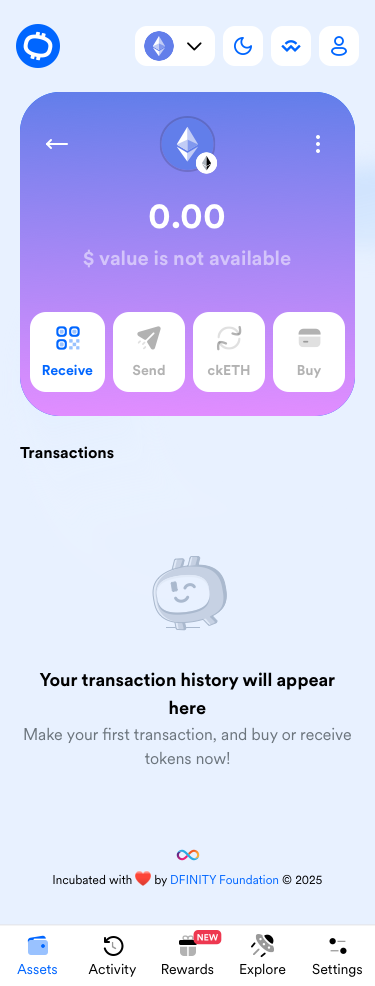 0.00
$ value is not available
Receive
Send
ckETH
Buy
Transactions
Your transaction history will appear
here
Make your first transaction, and buy or receive
tokens now!
Incubated with ❤️ by DFINITY Foundation © 2025
NEW
Assets
Activity
Rewards
Explore
Settings